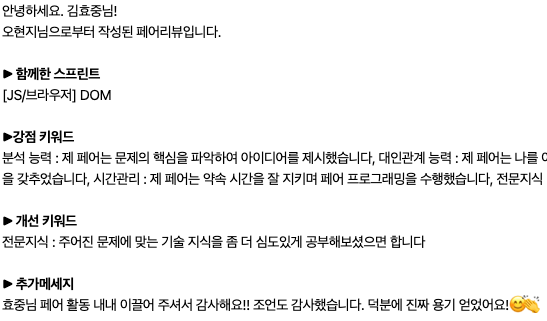 안녕하세요. 김효중님!
오현지님으로부터 작성된 페어리뷰입니다.
▶ 함께한 스프린트
[JS/브라우저] DOM
▶강점 키워드
분석 능력 : 제 페어는 문제의 핵심을 파악하여 아이디어를 제시했습니다, 대인관계 능력 : 제 페어는 나를
을 갖추었습니다, 시간관리 : 제 페어는 약속 시간을 잘 지키며 페어 프로그래밍을 수행했습니다, 전문지식
▶ 개선 키워드
전문지식 : 주어진 문제에 맞는 기술 지식을 좀 더 심도있게 공부해보셨으면 합니다
▶ 추가메세지
효중님 페어 활동 내내 이끌어 주셔서 감사해요!! 조언도 감사했습니다. 덕분에 진짜 용기 얻었어요!😊👏